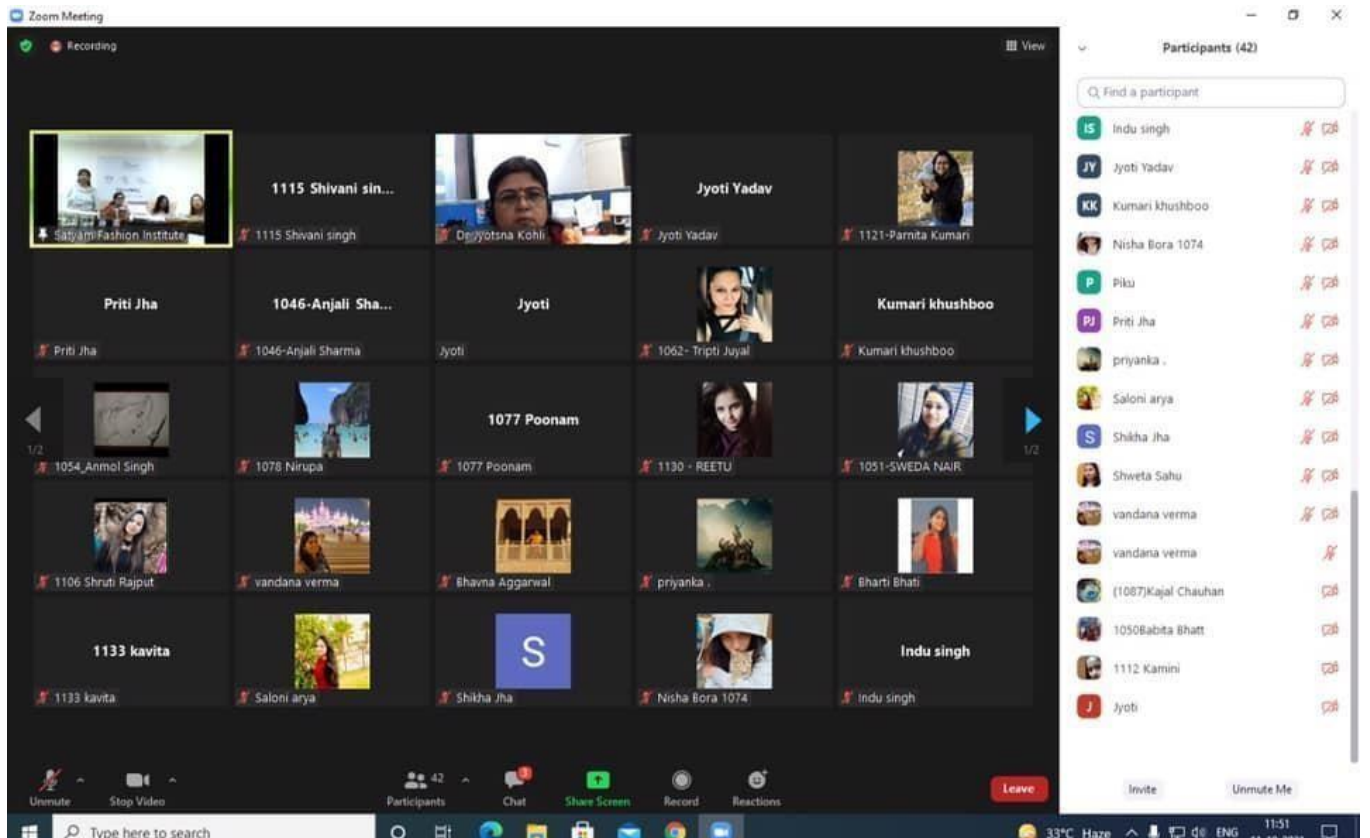 Zoom Meeting
Recording
View
Participants (42)
Find a participant
Satyam Fashion Institute
1115 Shivani sin...
1115 Shivani singh
Dr Jyotsna Kohli
Jyoti Yadav
Jyoti Yadav
1121-Parnita Kumari
Priti Jha
Priti Jha
1046-Anjali Sha...
1046-Anjali Sharma
Jyoti
Jyoti
1062- Tripti Juyal
Kumari khushboo
Kumari khushboo
1/2
1054_Anmol Singh
1078 Nirupa
1077 Poonam
1077 Poonam
1130 - REETU
1051-SWEDA NAIR
1/2
1106 Shruti Rajput
vandana verma
Bhavna Aggarwal
priyanka .
Bharti Bhati
1133 kavita
1133 kavita
Saloni arya
S
Shikha Jha
Nisha Bora 1074
Indu singh
Indu singh
IS Indu singh
JY Jyoti Yadav
KK Kumari khushboo
Nisha Bora 1074
P Piku
PJ Priti Jha
priyanka .
Saloni arya
S Shikha Jha
Shweta Sahu
vandana verma
vandana verma
(1087)Kajal Chauhan
1050Babita Bhatt
1112 Kamini
J Jyoti
Unmute
Stop Video
42
Participants
3
Chat
Share Screen
Record
Reactions
Leave
Invite
Unmute Me
Type here to search
33°C Haze
ENG
11:51